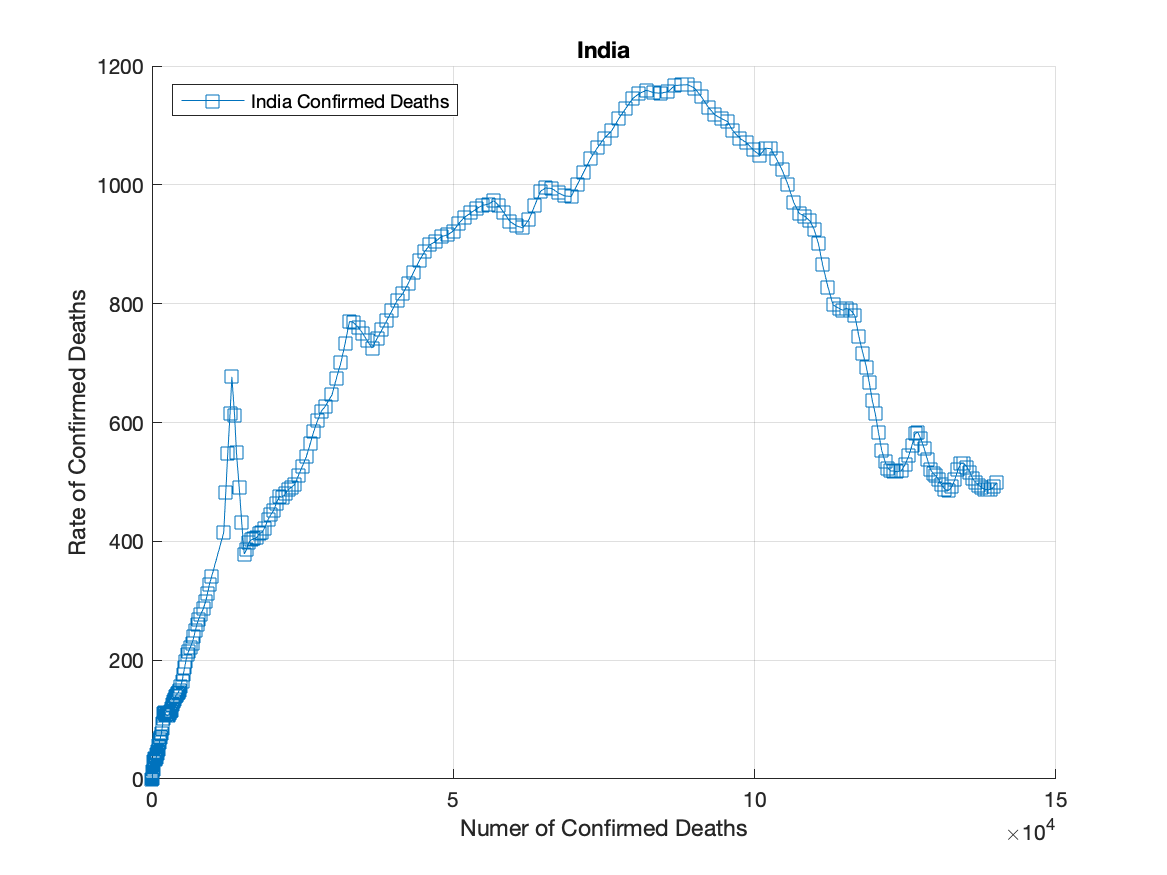 India
India Confirmed Deaths
Rate of Confirmed Deaths
1200
1000
800
600
400
200
0
0 5 10 15
×10⁴
Numer of Confirmed Deaths